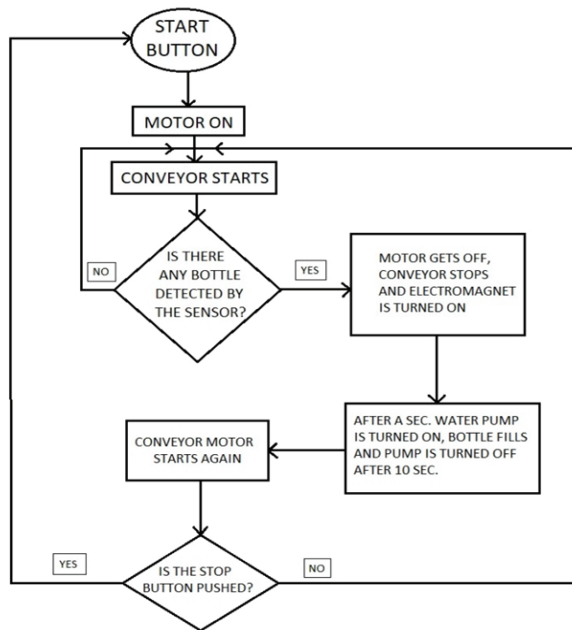 START
BUTTON
MOTOR ON
CONVEYOR STARTS
IS THERE
ANY BOTTLE
DETECTED BY
THE SENSOR?
NO
YES
MOTOR GETS OFF,
CONVEYOR STOPS
AND ELECTROMAGNET
IS TURNED ON
AFTER A SEC. WATER PUMP
IS TURNED ON, BOTTLE FILLS
AND PUMP IS TURNED OFF
AFTER 10 SEC.
CONVEYOR MOTOR
STARTS AGAIN
IS THE STOP
BUTTON PUSHED?
YES
NO